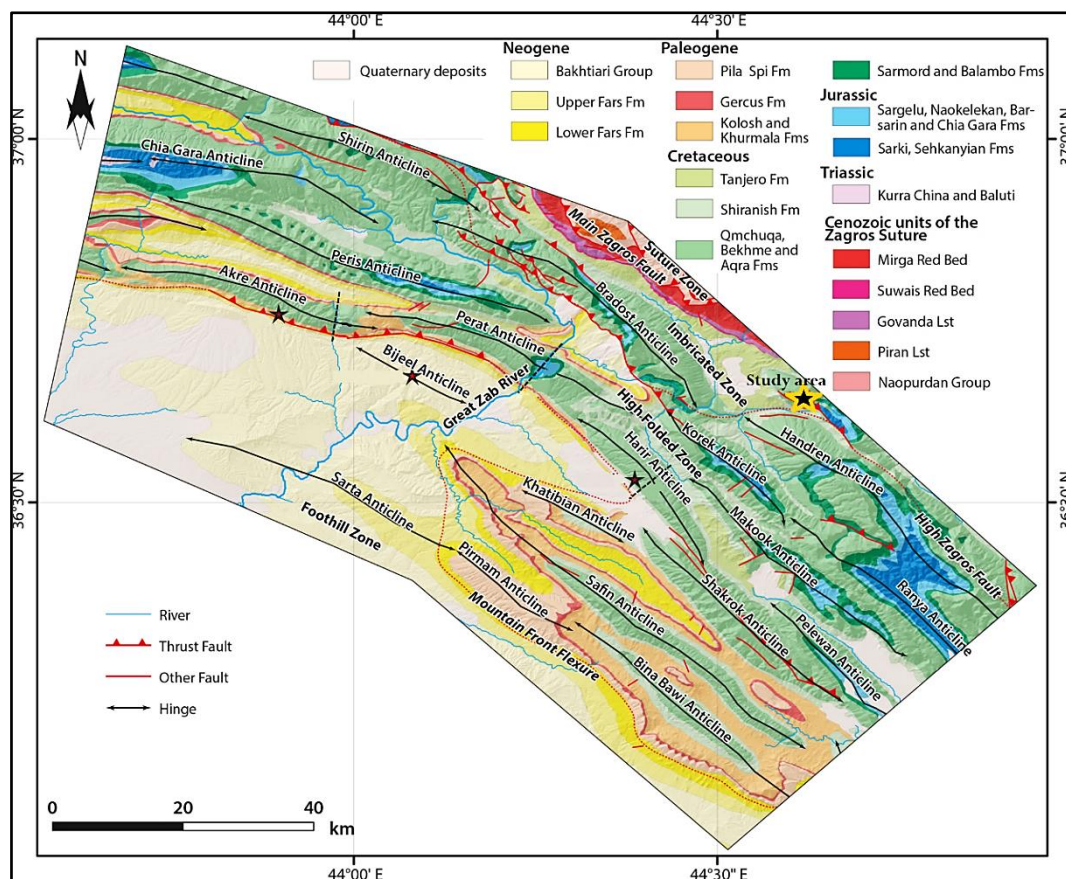 44°00' E
44°30' E
N
37°00' N
36°30' N
37°00' N
36°30' N
Quaternary deposits
Neogene
Bakhtiari Group
Upper Fars Fm
Lower Fars Fm
Paleogene
Pila Spi Fm
Gercus Fm
Kolosh and
Khurmala Fms
Cretaceous
Tanjero Fm
Shiranish Fm
Qmchuqa,
Bekhme and
Aqra Fms
Sarmord and Balambo Fms
Jurassic
Sargelu, Naokelekan, Bar-
sarin and Chia Gara Fms
Sarki, Sehkanyian Fms
Triassic
Kurra China and Baluti
Cenozoic units of the
Zagros Suture
Mirga Red Bed
Suwais Red Bed
Govanda Lst
Piran Lst
Naopurdan Group
Shirin Anticline
Chia Gara Anticline
Main Zagros Fault
Suture Zone
Peris Anticline
Akre Anticline
Bradost Anticline
Imbricated Zone
Perat Anticline
Bijeel Anticline
Great Zab River
Study area
High Folded Zone
Korek Anticline
Handren Anticline
Harir Anticline
Sarta Anticline
Khatibian Anticline
Makook Anticline
High Zagros Fault
Foothill Zone
Pirmam Anticline
Safin Anticline
Shakrok Anticline
Ranya Anticline
Mountain Front Flexure
Bina Bawi Anticline
Pelewan Anticline
River
Thrust Fault
Other Fault
Hinge
0 20 40
km
44°00' E
44°30' E